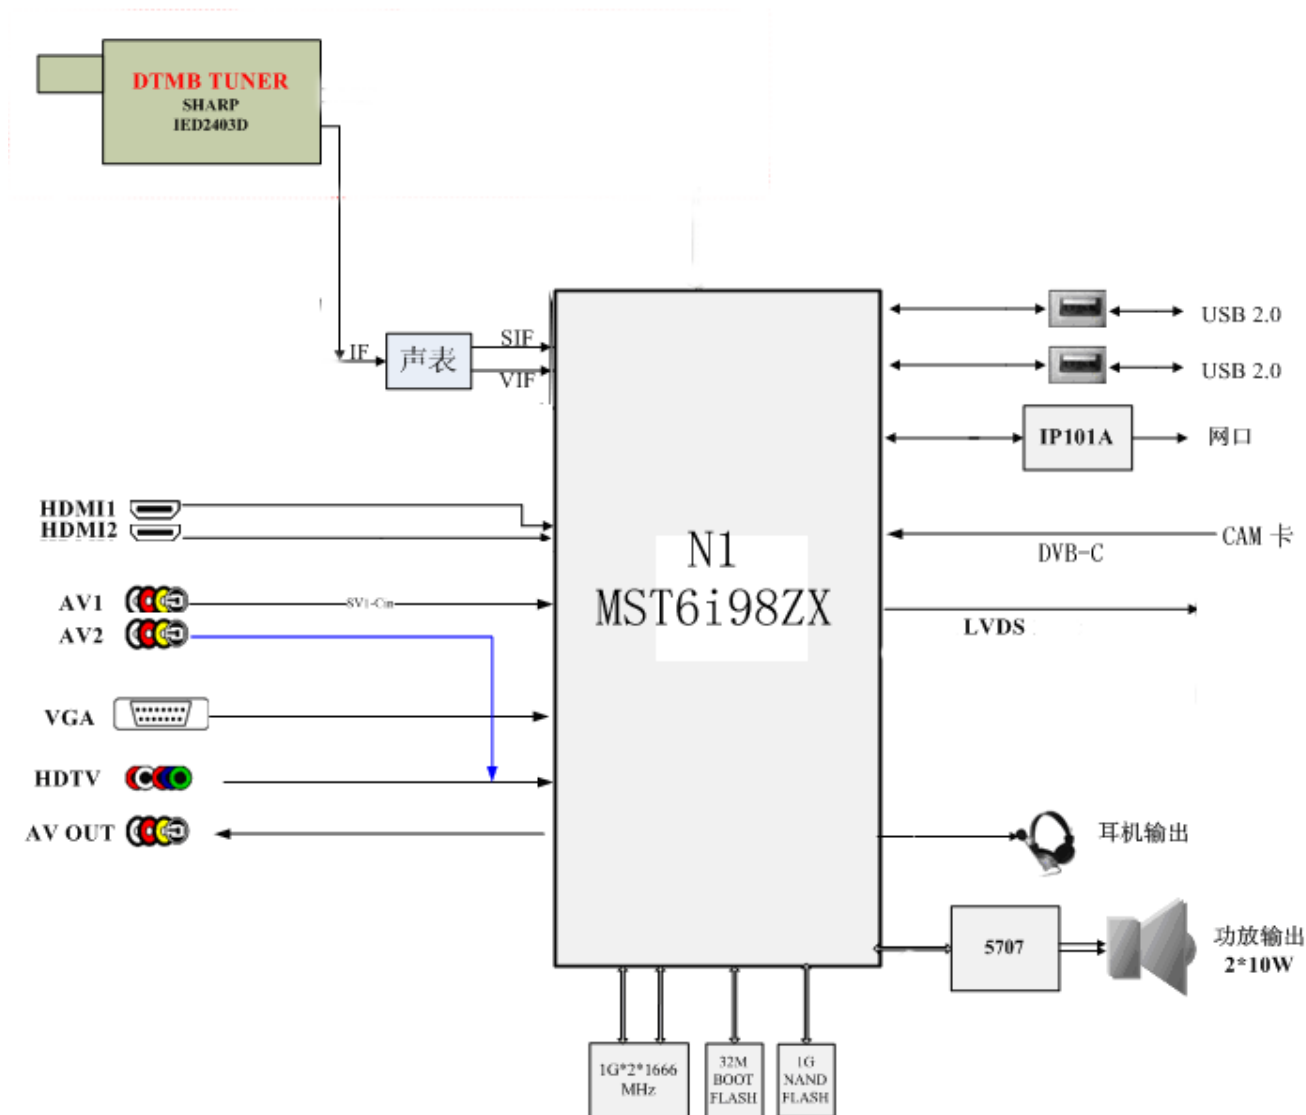 DTMB TUNER
SHARP
IED2403D
IF
声表
SIF
VIF
USB 2.0
USB 2.0
IP101A
网口
HDMI1
HDMI2
N1
MST6i98ZX
CAM 卡
DVB-C
AV1
SV1-Cin
AV2
LVDS
VGA
HDTV
AV OUT
耳机输出
5707
功放输出
2*10W
1G*2*1666
MHz
32M
BOOT
FLASH
1G
NAND
FLASH